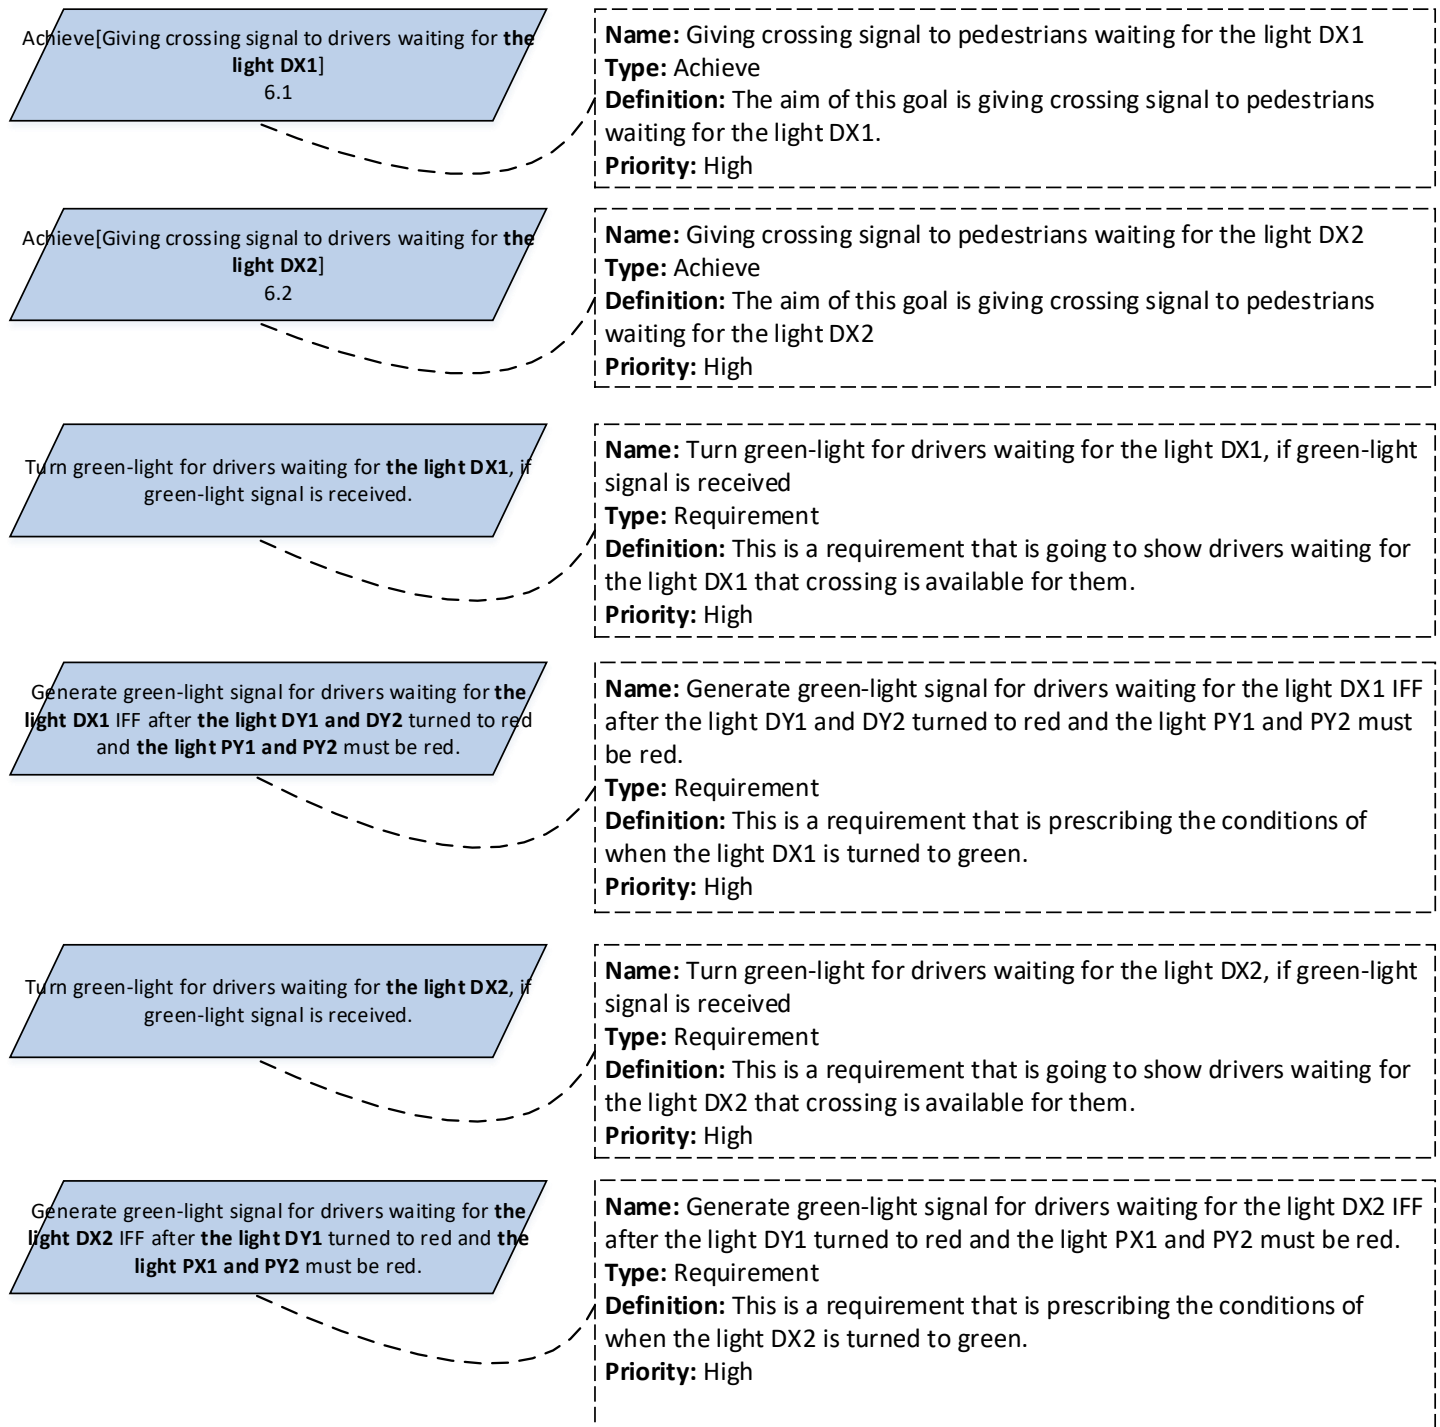 Achieve[Giving crossing signal to drivers waiting for the
light DX1]
6.1
Name: Giving crossing signal to pedestrians waiting for the light DX1
Type: Achieve
Definition: The aim of this goal is giving crossing signal to pedestrians
waiting for the light DX1.
Priority: High
Achieve[Giving crossing signal to drivers waiting for the
light DX2]
6.2
Name: Giving crossing signal to pedestrians waiting for the light DX2
Type: Achieve
Definition: The aim of this goal is giving crossing signal to pedestrians
waiting for the light DX2
Priority: High
Turn green-light for drivers waiting for the light DX1, if
green-light signal is received.
Name: Turn green-light for drivers waiting for the light DX1, if green-light
signal is received
Type: Requirement
Definition: This is a requirement that is going to show drivers waiting for
the light DX1 that crossing is available for them.
Priority: High
Generate green-light signal for drivers waiting for the
light DX1 IFF after the light DY1 and DY2 turned to red
and the light PY1 and PY2 must be red.
Name: Generate green-light signal for drivers waiting for the light DX1 IFF
after the light DY1 and DY2 turned to red and the light PY1 and PY2 must
be red.
Type: Requirement
Definition: This is a requirement that is prescribing the conditions of
when the light DX1 is turned to green.
Priority: High
Turn green-light for drivers waiting for the light DX2, if
green-light signal is received.
Name: Turn green-light for drivers waiting for the light DX2, if green-light
signal is received
Type: Requirement
Definition: This is a requirement that is going to show drivers waiting for
the light DX2 that crossing is available for them.
Priority: High
Generate green-light signal for drivers waiting for the
light DX2 IFF after the light DY1 turned to red and the
light PX1 and PY2 must be red.
Name: Generate green-light signal for drivers waiting for the light DX2 IFF
after the light DY1 turned to red and the light PX1 and PY2 must be red.
Type: Requirement
Definition: This is a requirement that is prescribing the conditions of
when the light DX2 is turned to green.
Priority: High